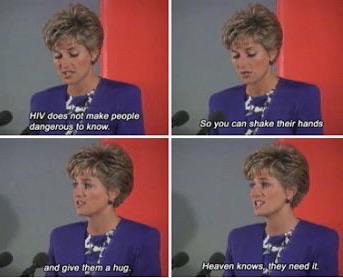 HIV does not make people
dangerous to know.
So you can shake their hands
and give them a hug.
Heaven knows, they need it.